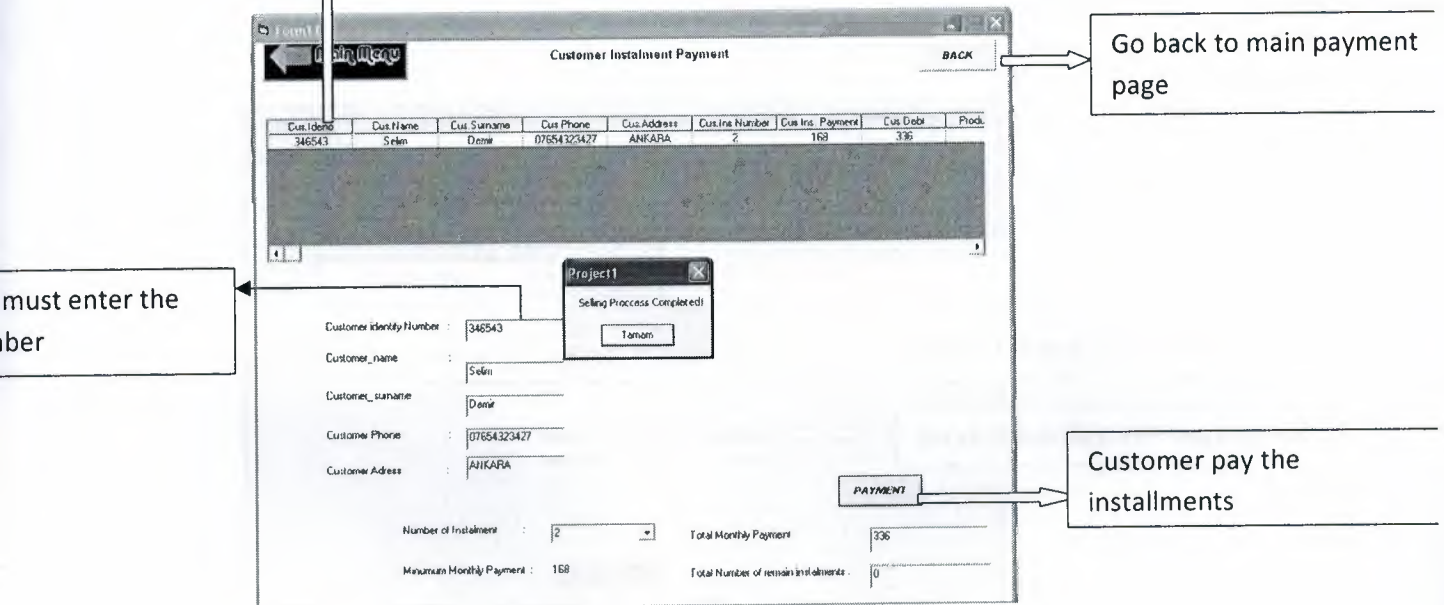 Form1
Main Menu
Customer Instalment Payment
BACK
Go back to main payment
page
Cus.Ideno Cus.Name Cus.Surname Cus.Phone Cus.Address Cus.Ins Number Cus.Ins. Payment Cus.Debt Prod.
346543 Selim Demir 07654323427 ANKARA 2 168 336
Project1
Selling Proccess Completed!
Tamam
must enter the
nber
Customer identity Number : 346543
Customer_name : Selim
Customer_surname Demir
Customer Phone : 07654323427
Customer Adress : ANKARA
PAYMENT
Customer pay the
installments
Number of Instalment : 2
Total Monthly Payment 336
Minumum Monthly Payment : 168
Total Number of remain instalments : 0